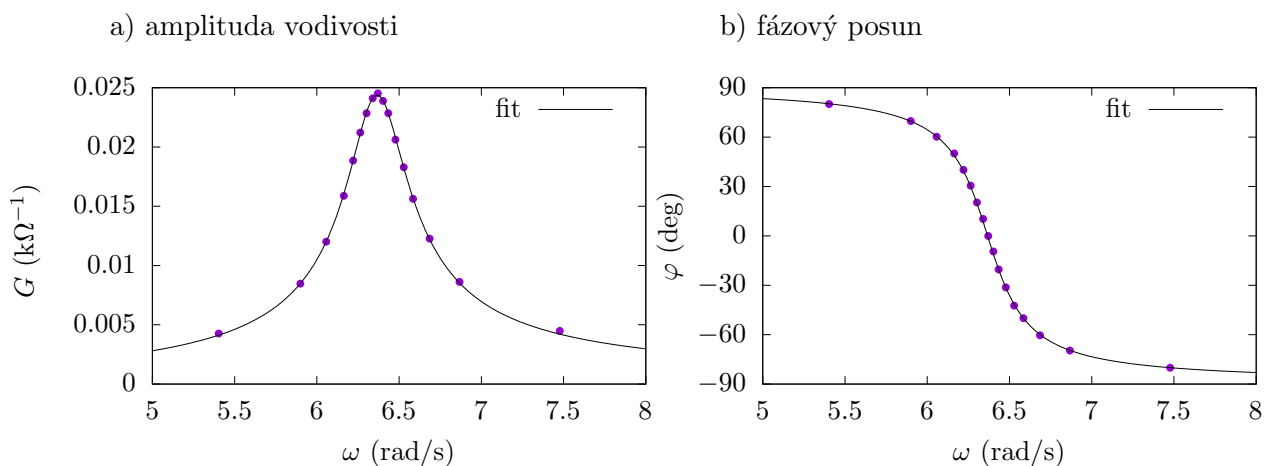 a) amplituda vodivosti
0.025
0.02
0.015
0.01
0.005
0
5 5.5 6 6.5 7 7.5 8
G (kΩ⁻¹)
ω (rad/s)
fit
b) fázový posun
90
60
30
0
−30
−60
−90
5 5.5 6 6.5 7 7.5 8
φ (deg)
ω (rad/s)
fit